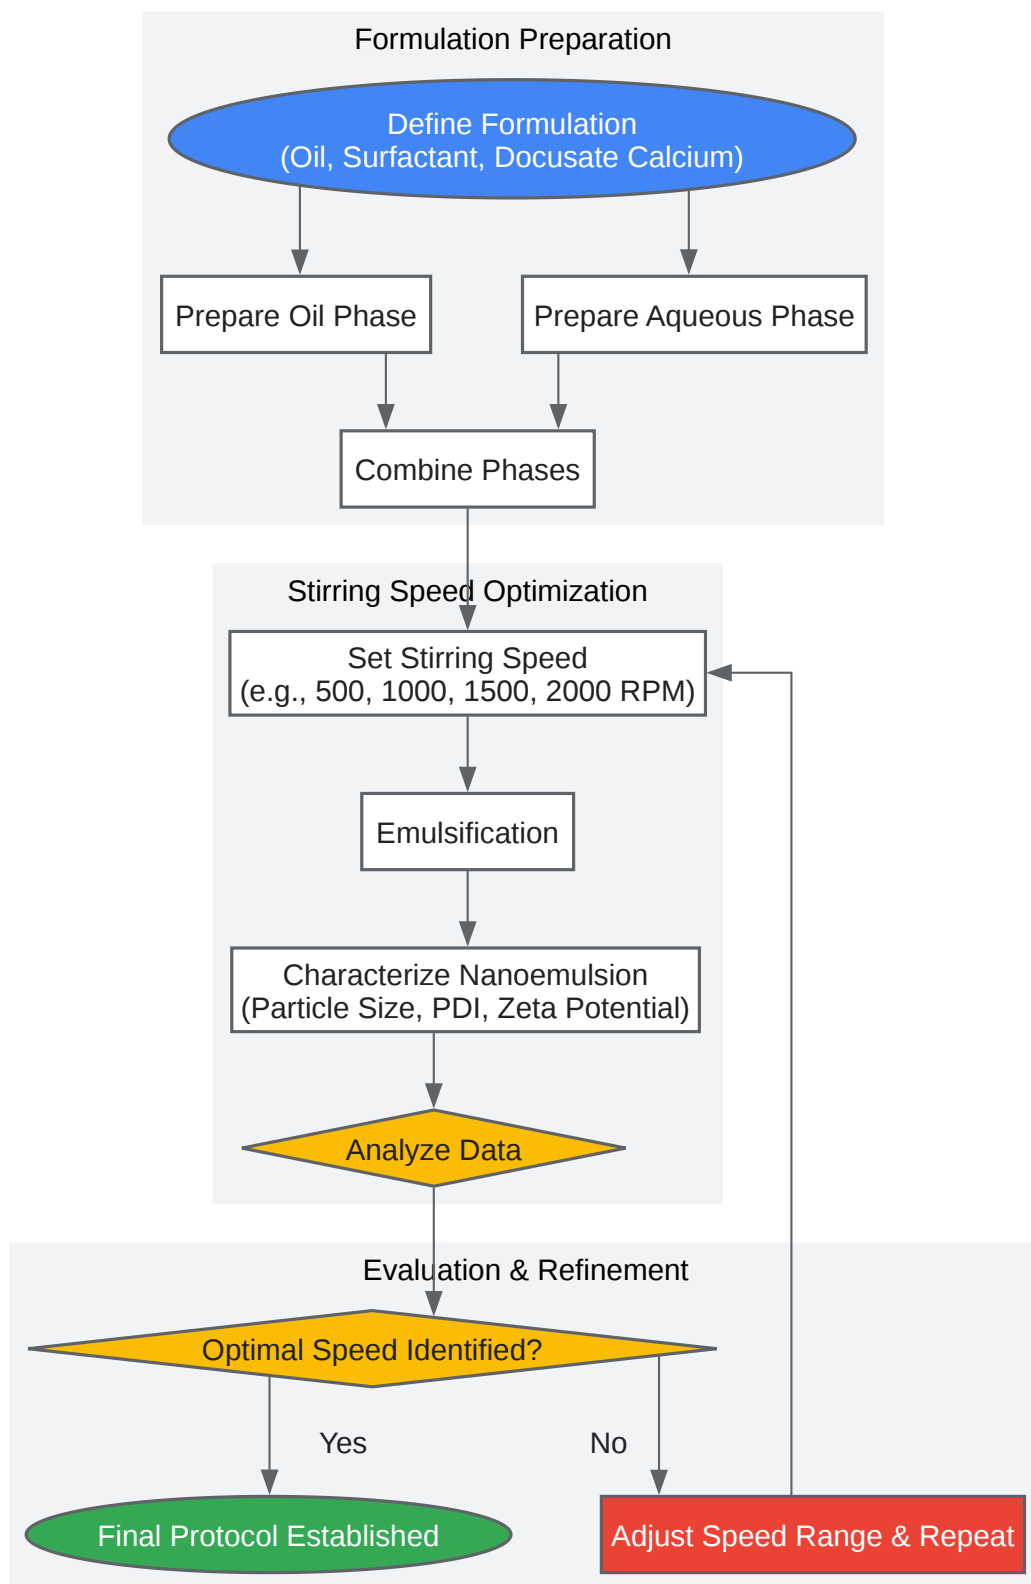 Formulation Preparation
Define Formulation
(Oil, Surfactant, Docusate Calcium)
Prepare Oil Phase
Prepare Aqueous Phase
Combine Phases
Stirring Speed Optimization
Set Stirring Speed
(e.g., 500, 1000, 1500, 2000 RPM)
Emulsification
Characterize Nanoemulsion
(Particle Size, PDI, Zeta Potential)
Analyze Data
Evaluation & Refinement
Optimal Speed Identified?
Yes
No
Final Protocol Established
Adjust Speed Range & Repeat